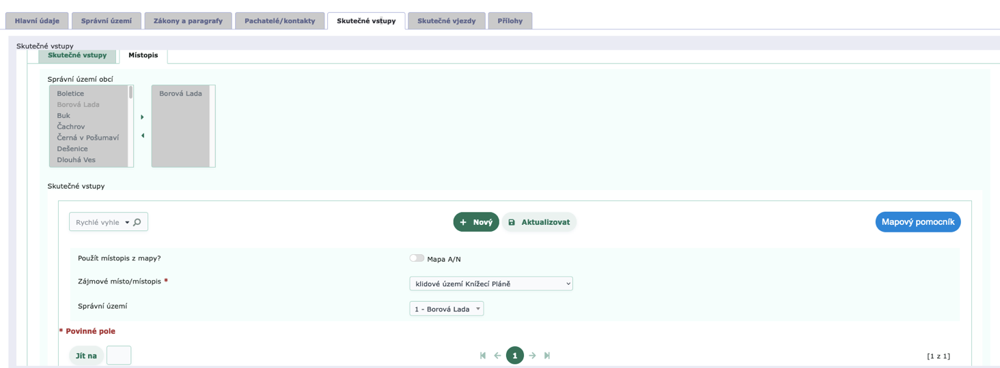 Hlavní údaje Správní území Zákony a paragrafy Pachatelé/kontakty Skutečné vstupy Skutečné vjezdy Přílohy
Skutečné vstupy
Skutečné vstupy Místopis
Správní území obcí
Boletice
Borová Lada
Buk
Čachrov
Černá v Pošumaví
Dešenice
Dlouhá Ves
Borová Lada
Skutečné vstupy
Rychlé vyhle + Nový Aktualizovat Mapový pomocník
Použít místopis z mapy? Mapa A/N
Zájmové místo/místopis * klidové území Knížecí Pláně
Správní území 1 - Borová Lada
* Povinné pole
Jít na 1 [1 z 1]